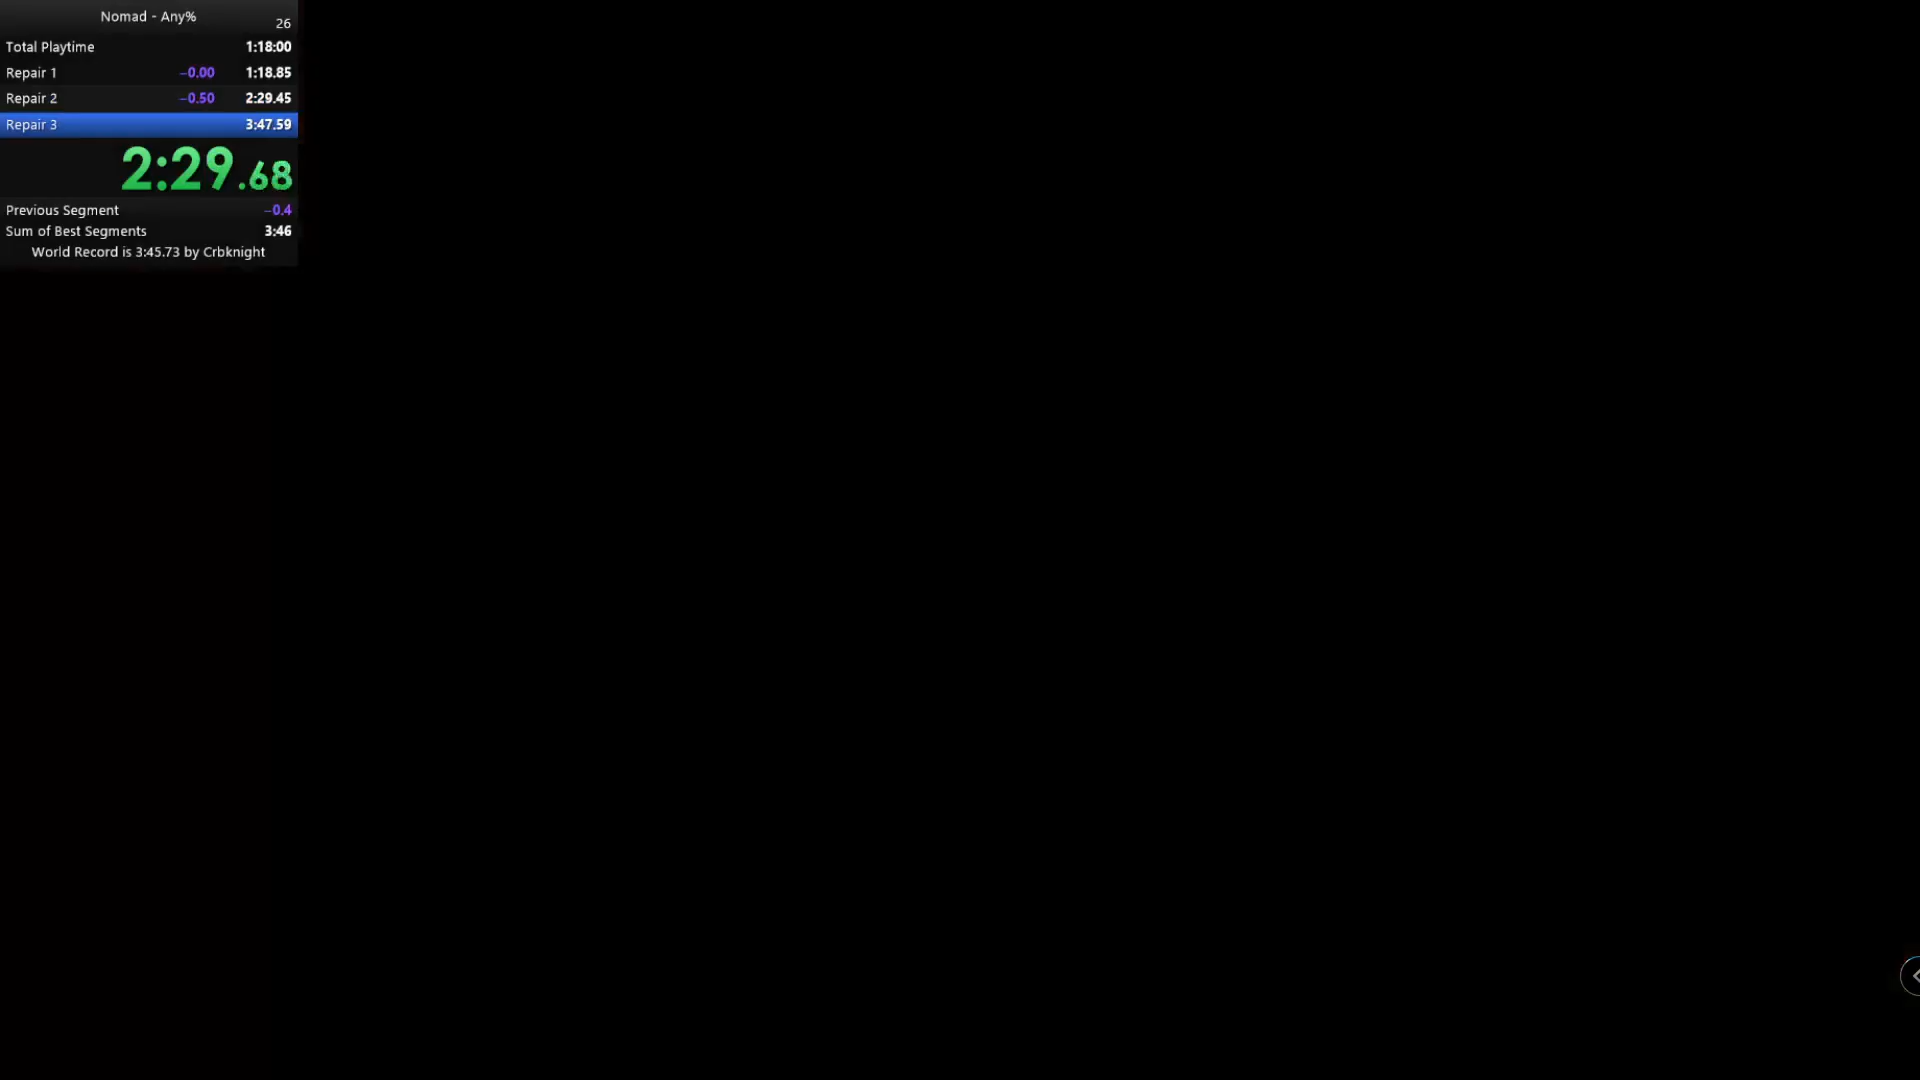 Nomad - Any%
26
Total Playtime 1:18:00
Repair 1 −0.00 1:18.85
Repair 2 −0.50 2:29.45
Repair 3 3:47.59
2:29.68
Previous Segment −0.4
Sum of Best Segments 3:46
World Record is 3:45.73 by Crbknight